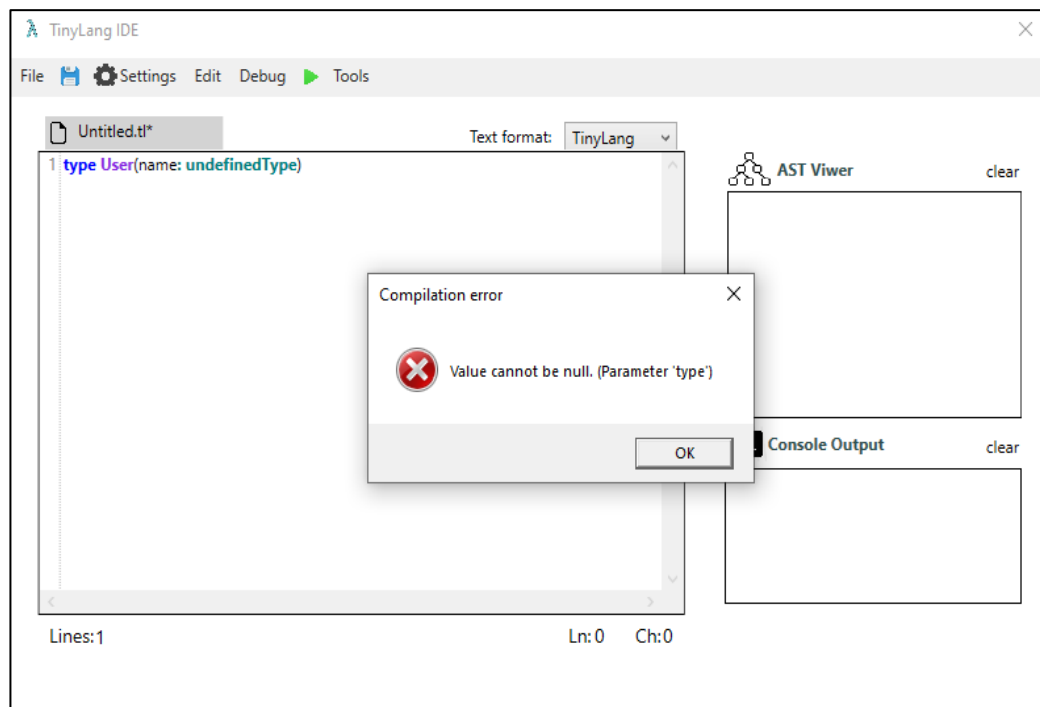 TinyLang IDE
File Settings Edit Debug Tools
Untitled.tl*
Text format: TinyLang
1 type User(name: undefinedType)
AST Viwer clear
Compilation error
Value cannot be null. (Parameter 'type')
OK
Console Output clear
Lines:1 Ln:0 Ch:0